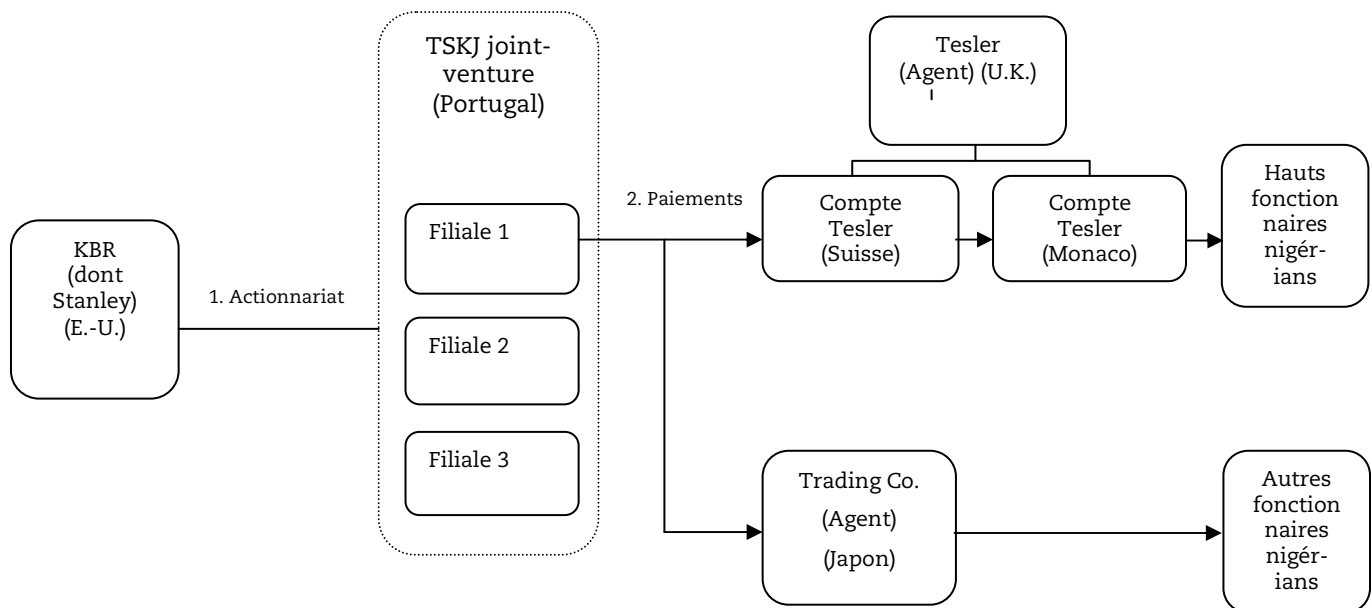 KBR
(dont
Stanley)
(E.-U.)
1. Actionnariat
TSKJ joint-
venture
(Portugal)
Filiale 1
Filiale 2
Filiale 3
2. Paiements
Tesler
(Agent) (U.K.)
Compte
Tesler
(Suisse)
Compte
Tesler
(Monaco)
Hauts
fonction
naires
nigér-
ians
Trading Co.
(Agent)
(Japon)
Autres
fonction
naires
nigér-
ians